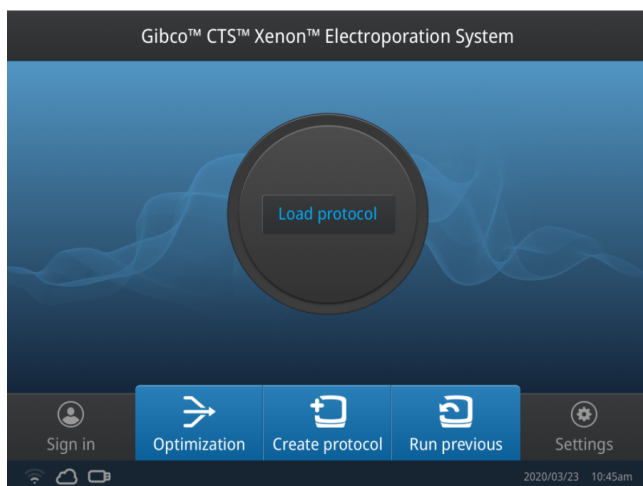 Gibco™ CTS™ Xenon™ Electroporation System
Load protocol
Sign in
Optimization
Create protocol
Run previous
Settings
2020/03/23 10:45am